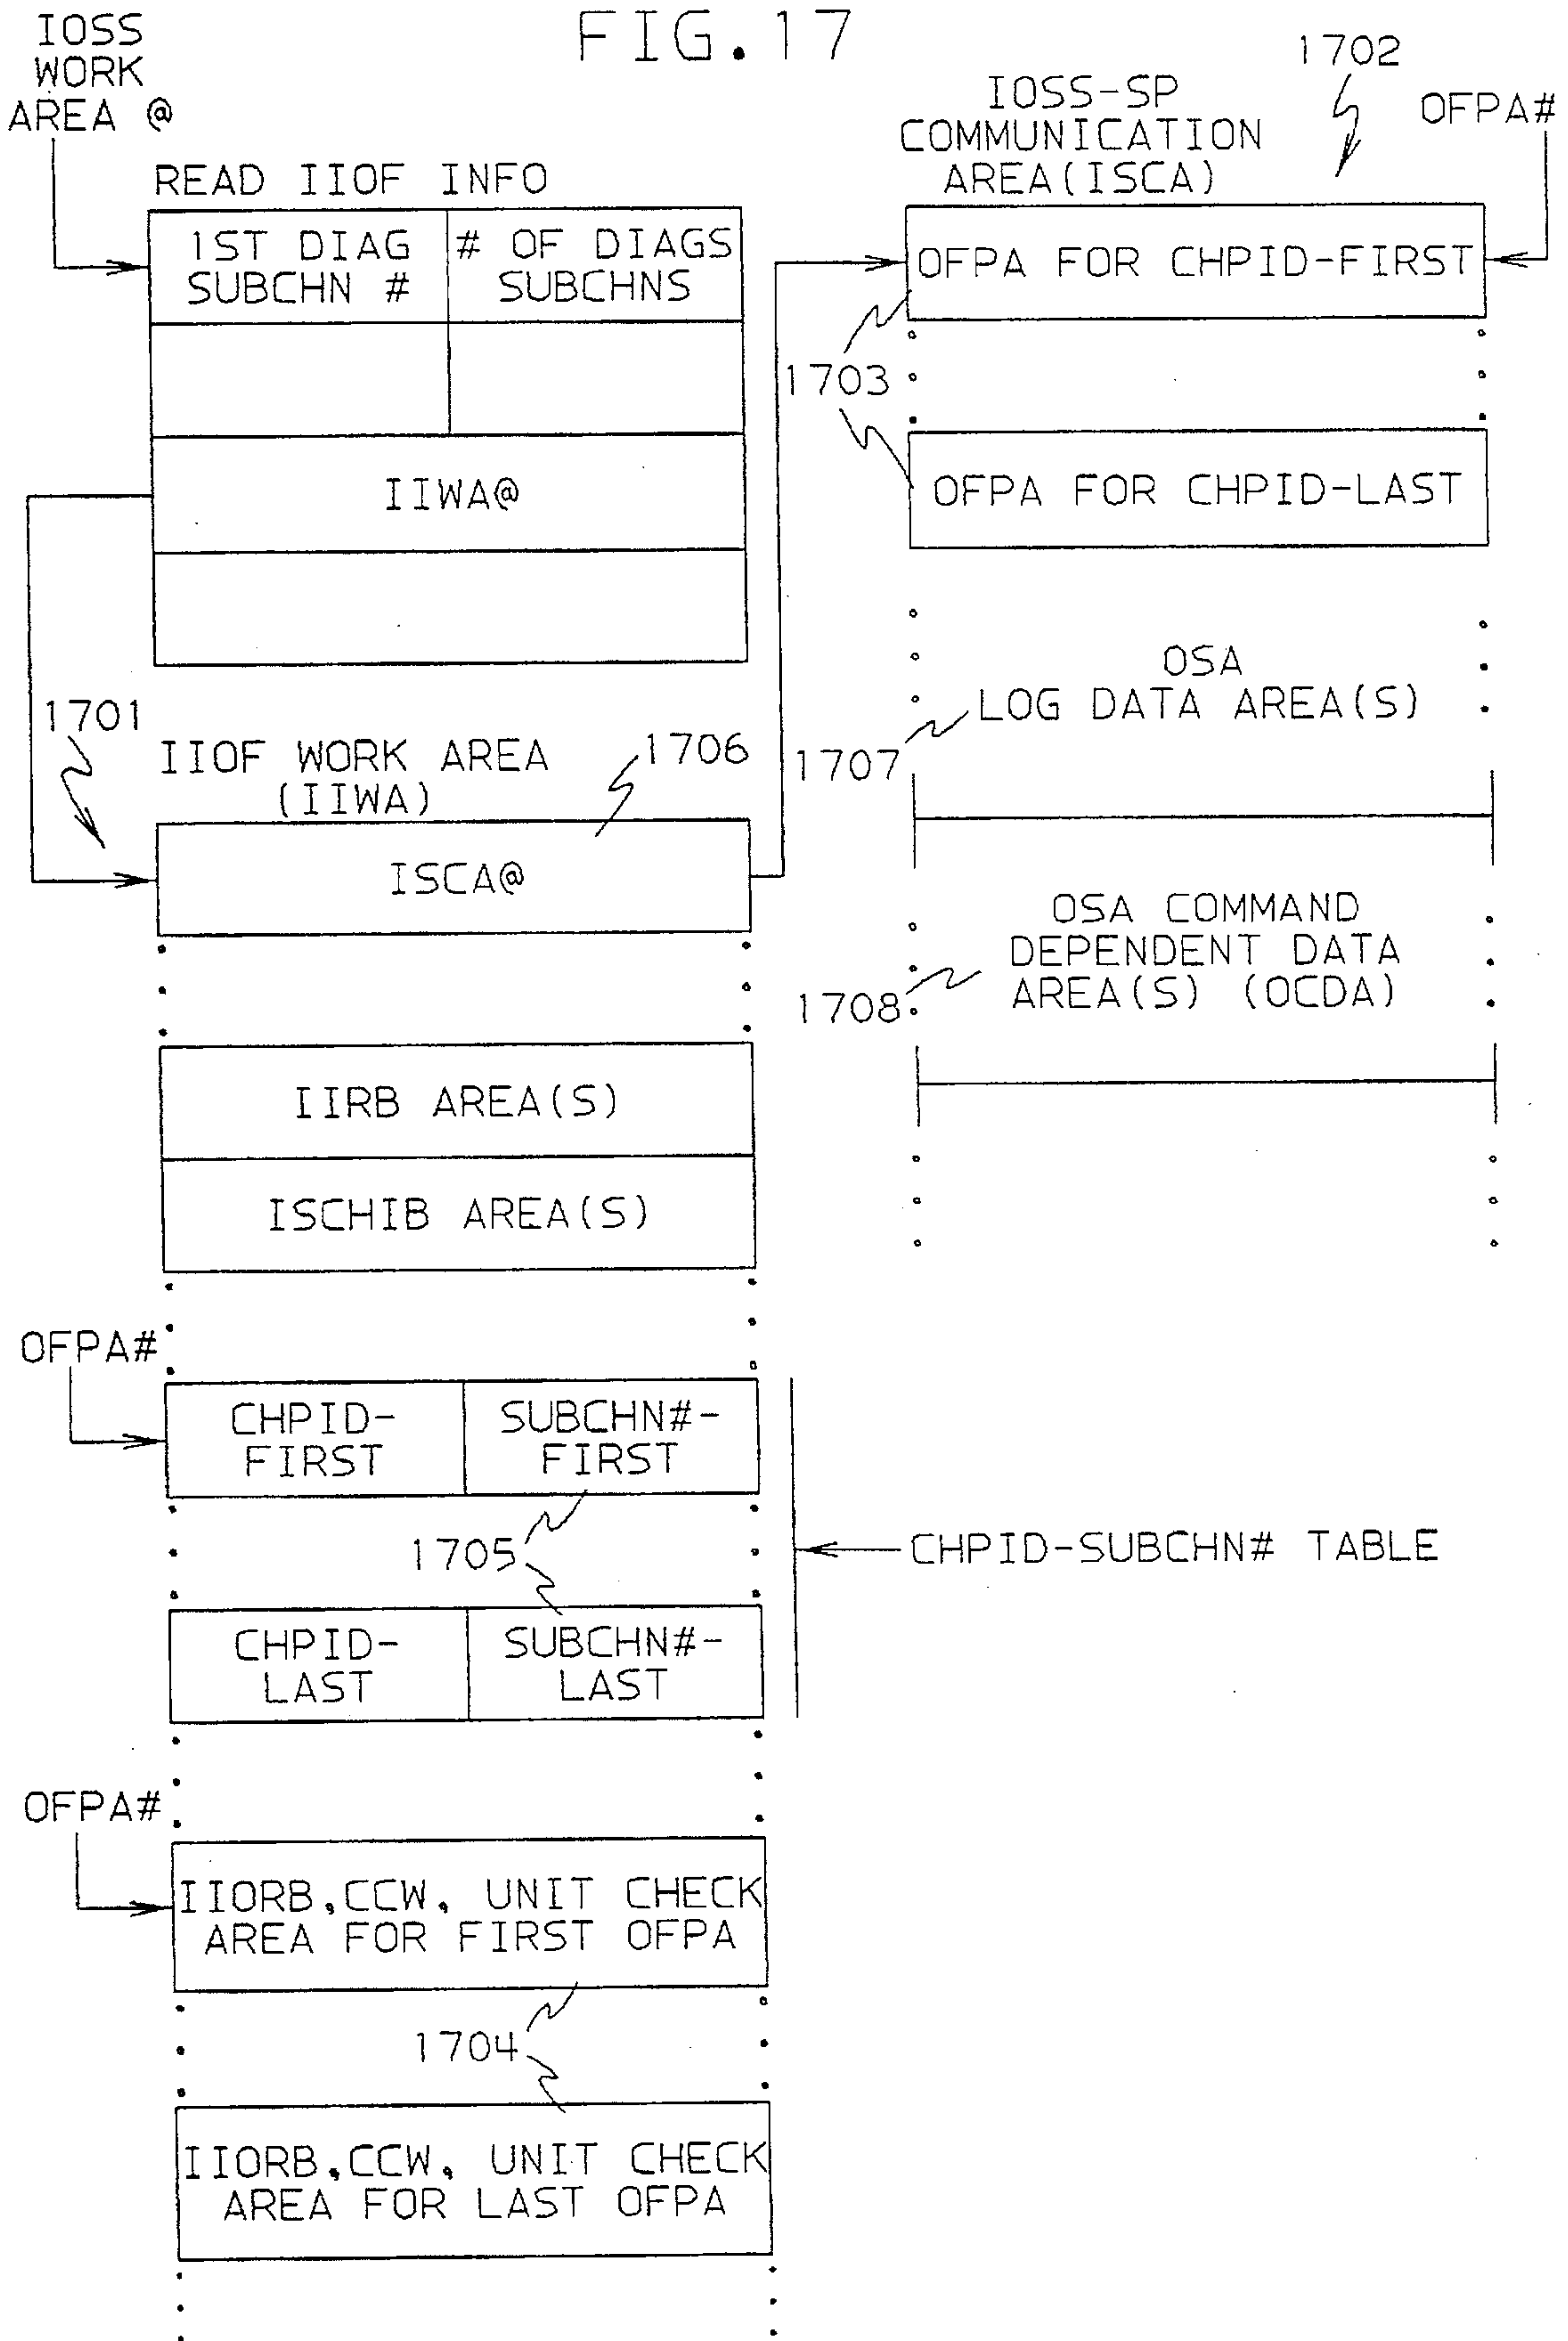 FIG.17
IOSS
WORK
AREA @
READ IIOF INFO
1ST DIAG
SUBCHN #
# OF DIAGS
SUBCHNS
IIWA@
1701
IIOF WORK AREA
(IIWA)
1706
ISCA@
IIRB AREA(S)
ISCHIB AREA(S)
OFPA#
CHPID-
FIRST
SUBCHN#-
FIRST
1705
CHPID-
LAST
SUBCHN#-
LAST
CHPID-SUBCHN# TABLE
OFPA#
IIORB,CCW, UNIT CHECK
AREA FOR FIRST OFPA
1704
IIORB,CCW, UNIT CHECK
AREA FOR LAST OFPA
1702
IOSS-SP
COMMUNICATION
AREA(ISCA)
OFPA#
OFPA FOR CHPID-FIRST
1703
OFPA FOR CHPID-LAST
OSA
LOG DATA AREA(S)
1707
OSA COMMAND
DEPENDENT DATA
AREA(S) (OCDA)
1708